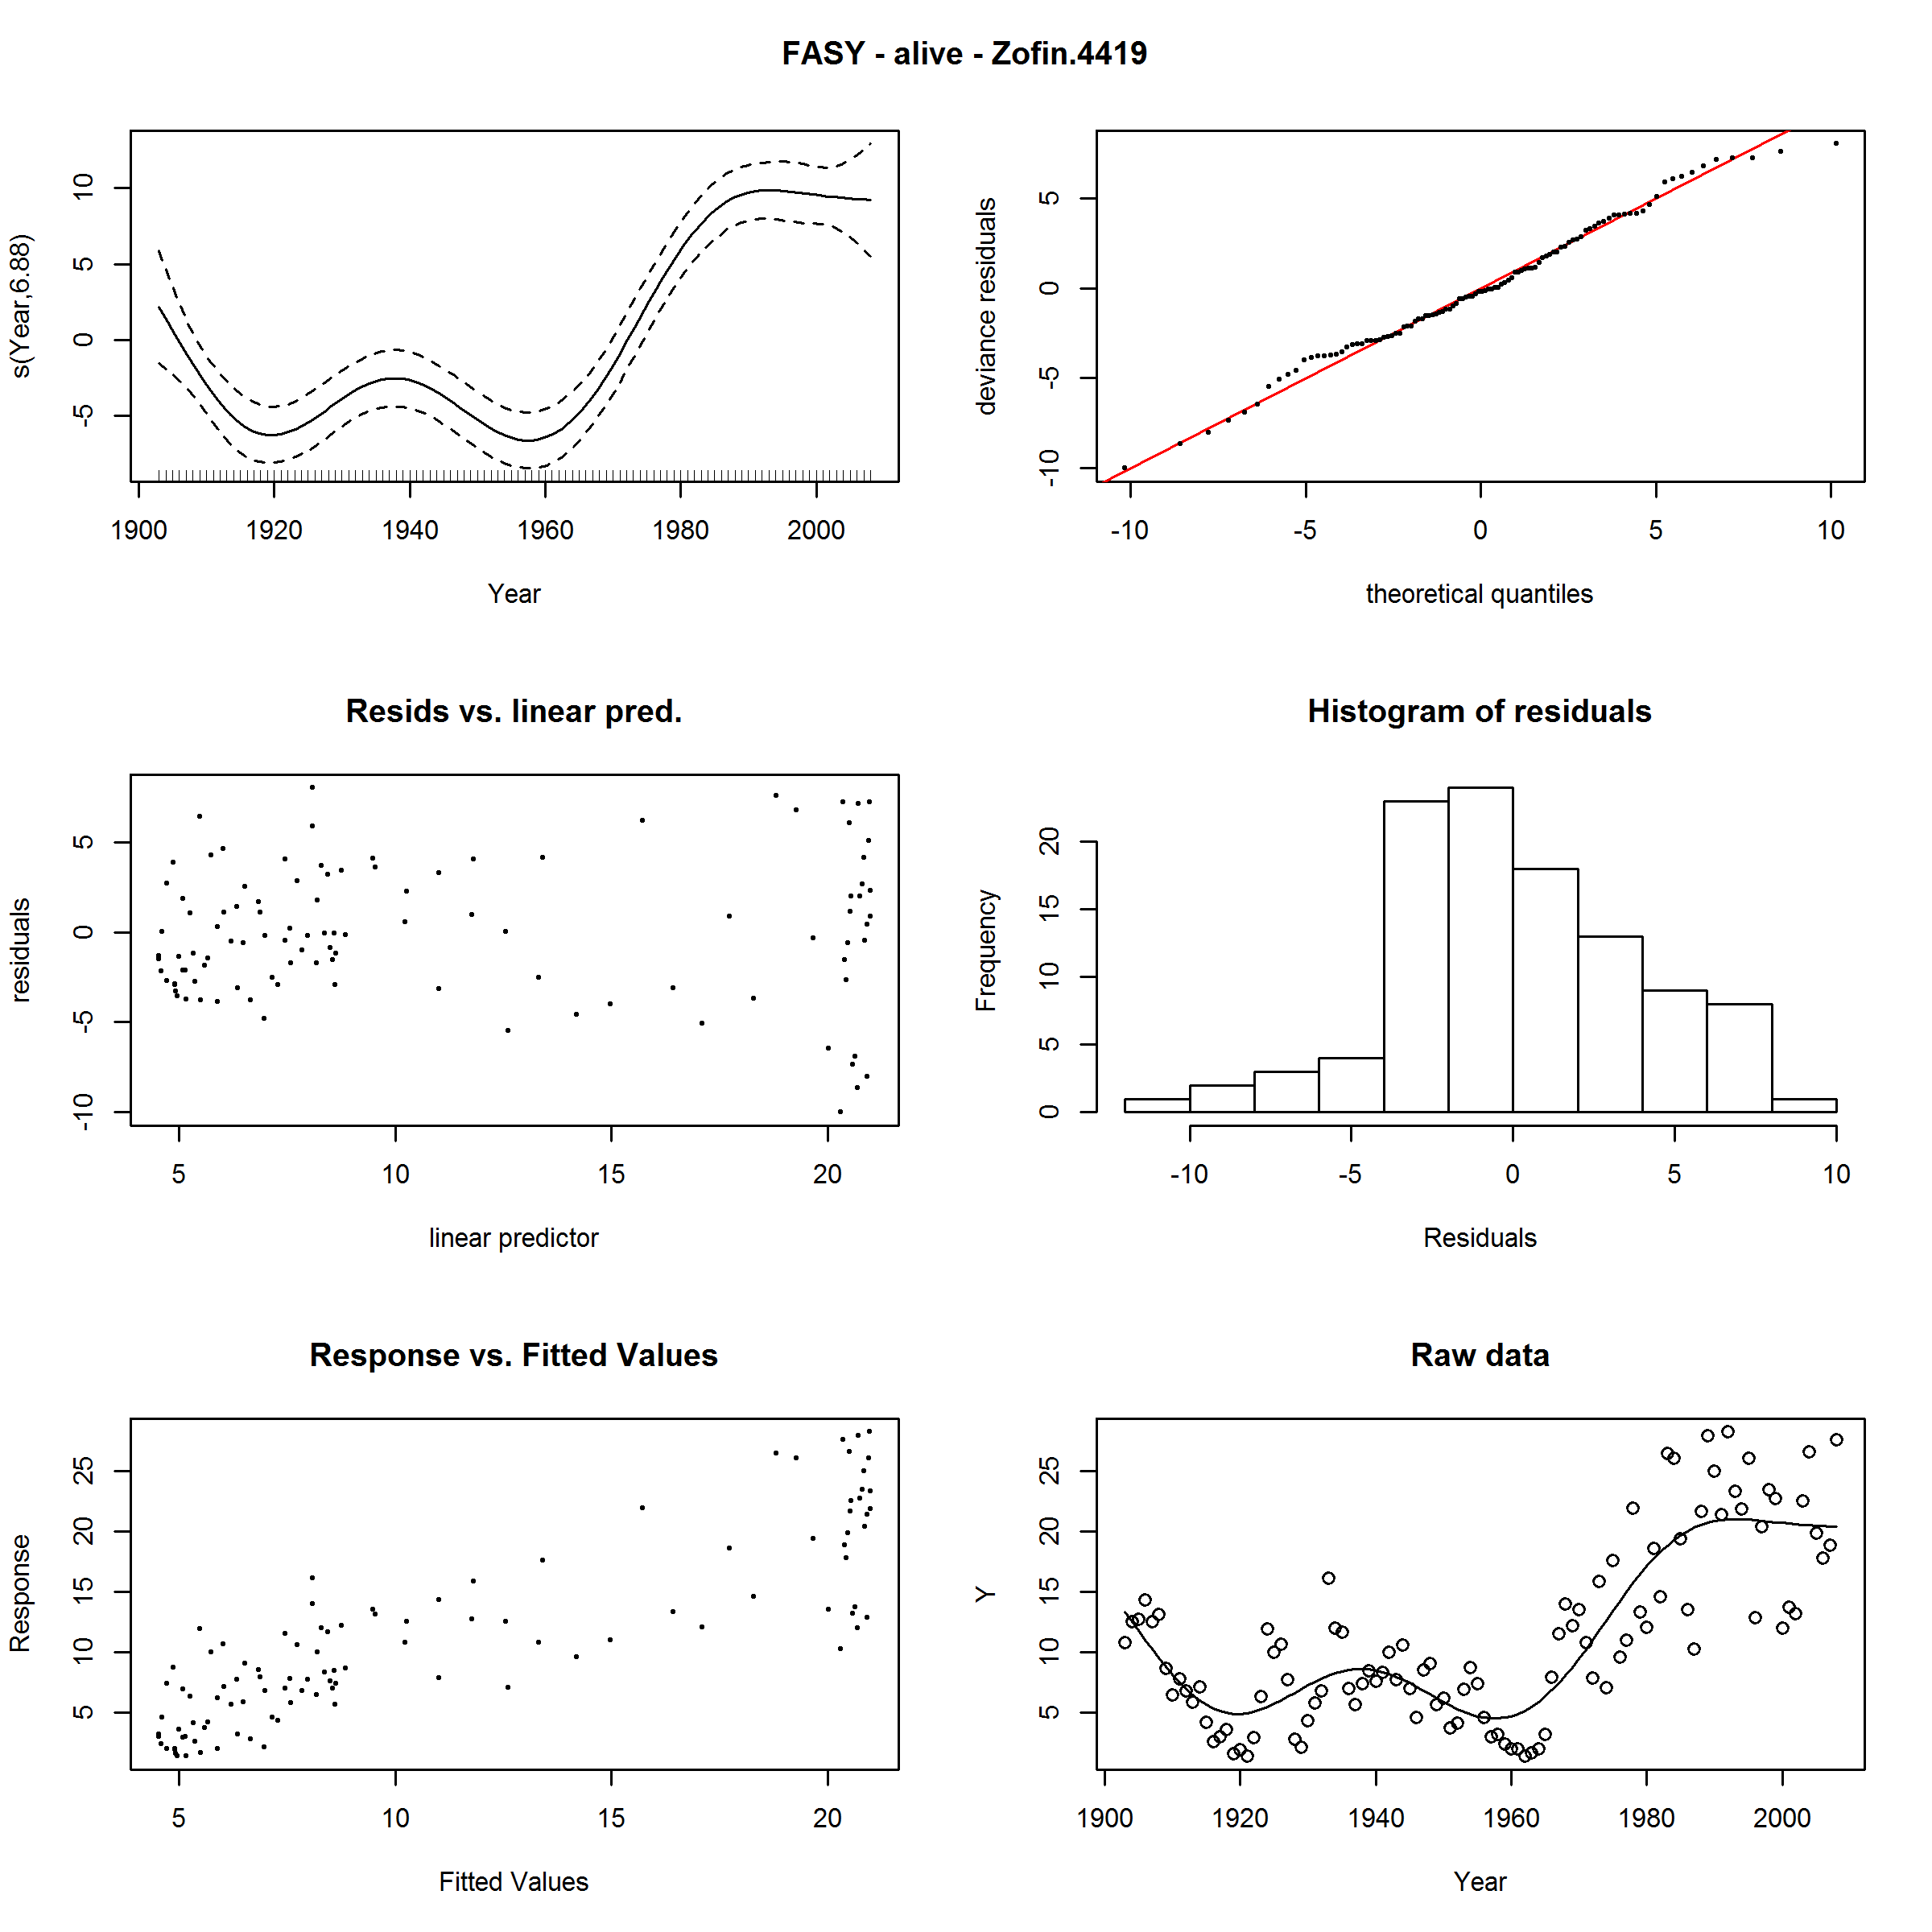 FASY - alive - Zofin.4419
s(Year,6.88)
-5 0 5 10
1900 1920 1940 1960 1980 2000
Year
deviance residuals
-10 -5 0 5
-10 -5 0 5 10
theoretical quantiles
Resids vs. linear pred.
residuals
-10 -5 0 5
5 10 15 20
linear predictor
Histogram of residuals
Frequency
0 5 10 15 20
-10 -5 0 5 10
Residuals
Response vs. Fitted Values
Response
5 10 15 20 25
5 10 15 20
Fitted Values
Raw data
Y
5 10 15 20 25
1900 1920 1940 1960 1980 2000
Year